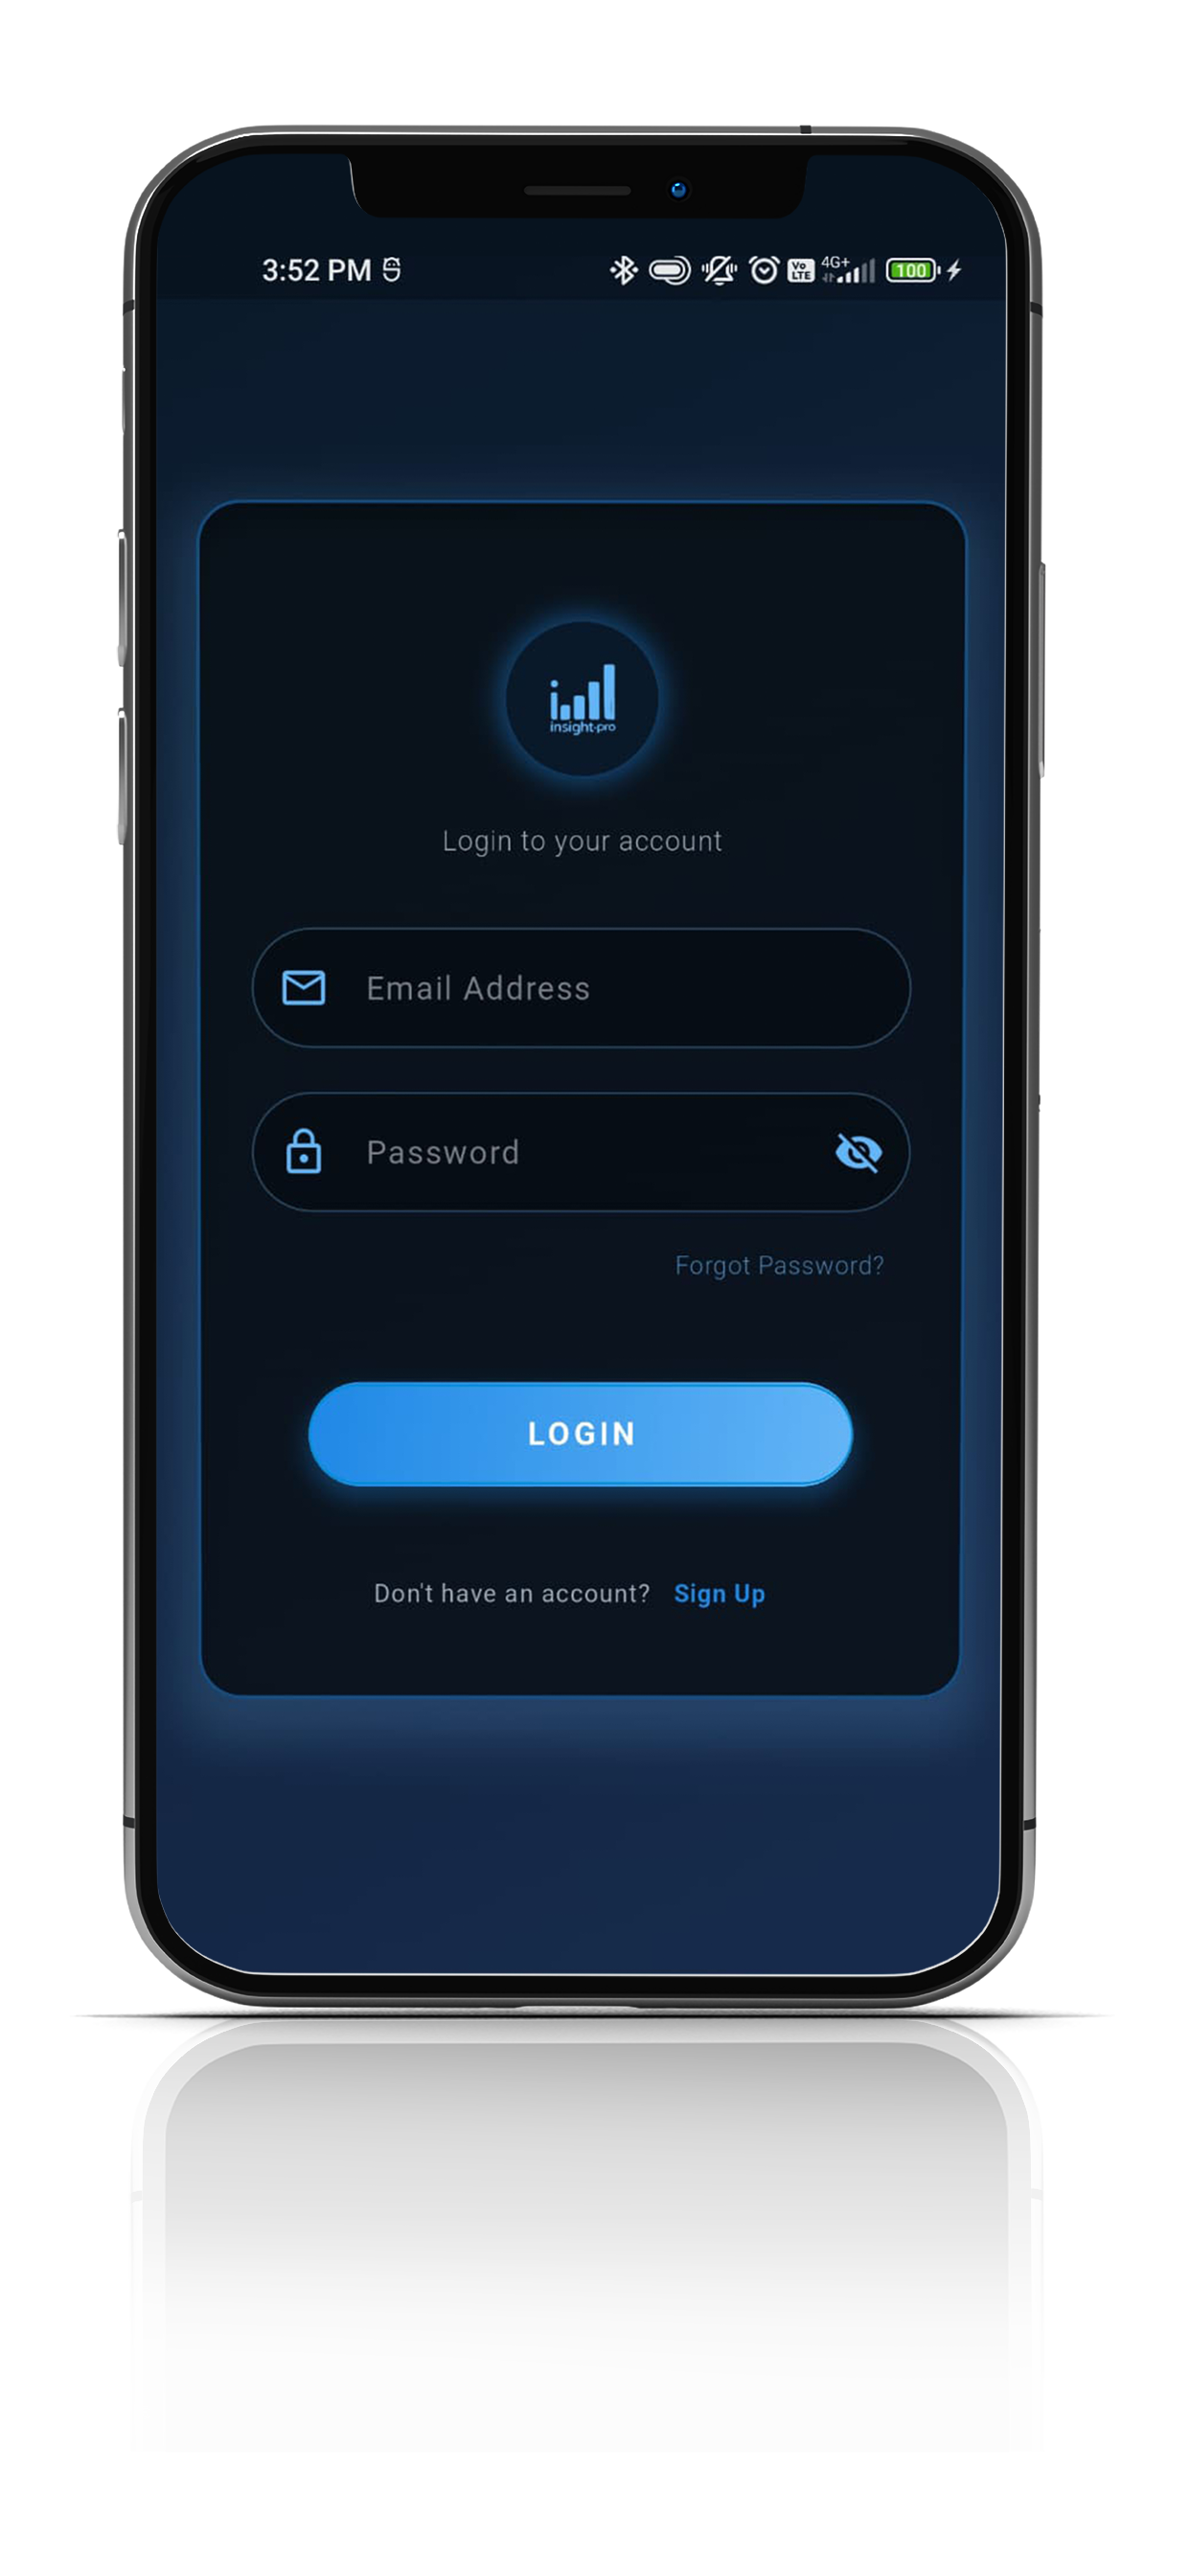 3:52 PM
Vo LTE 4G+ 100
insight-pro
Login to your account
Email Address
Password
Forgot Password?
LOGIN
Don't have an account? Sign Up